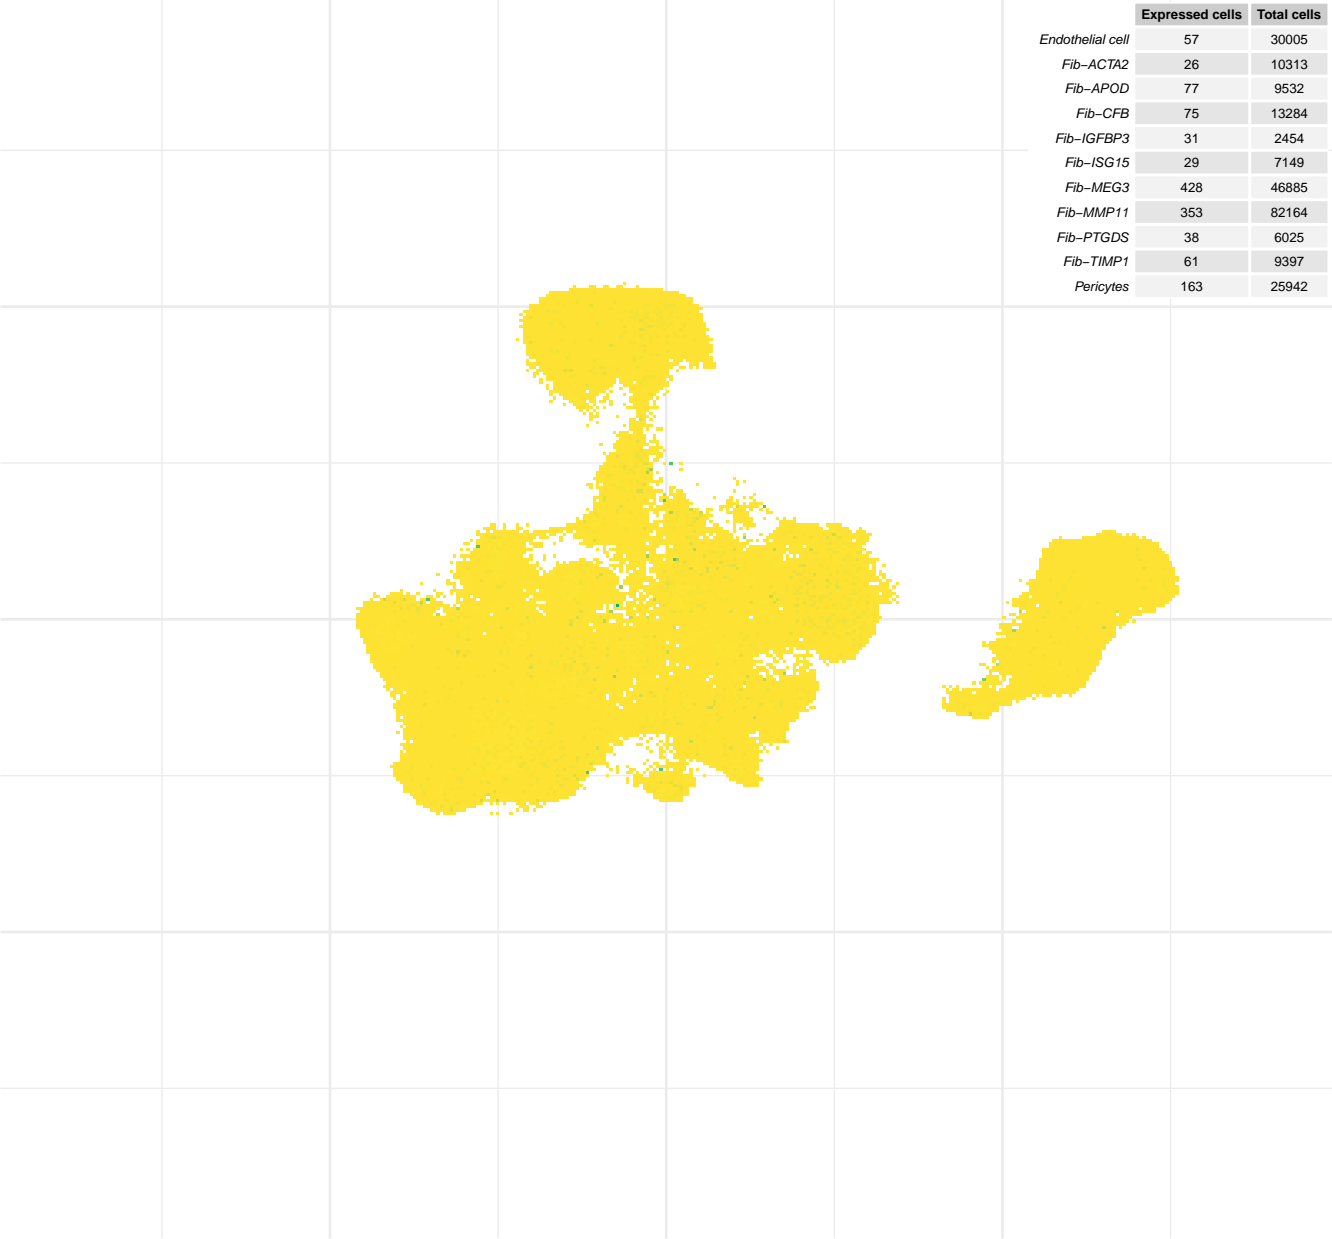 Expressed cells Total cells
Endothelial cell 57 30005
Fib−ACTA2 26 10313
Fib−APOD 77 9532
Fib−CFB 75 13284
Fib−IGFBP3 31 2454
Fib−ISG15 29 7149
Fib−MEG3 428 46885
Fib−MMP11 353 82164
Fib−PTGDS 38 6025
Fib−TIMP1 61 9397
Pericytes 163 25942